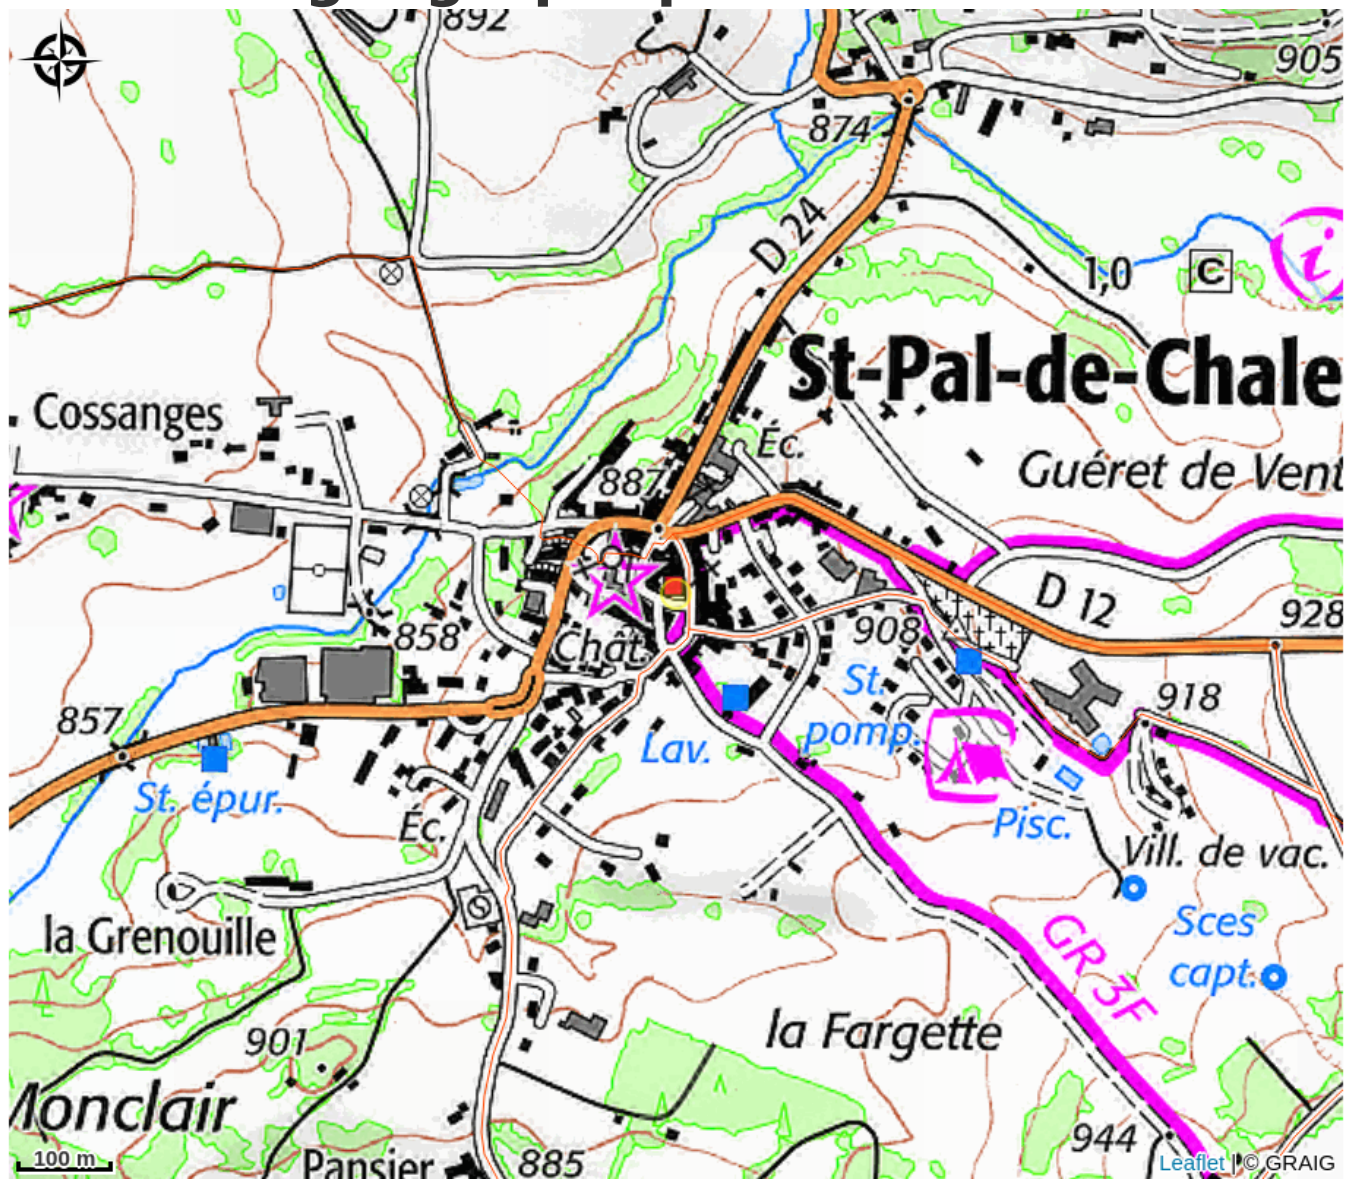 892
905
874
D 24
1,0
C
i
St-Pal-de-Chale
Cossanges
Éc.
887
Guéret de Vent
D 12
858
Chât.
908
928
857
St.
pomp.
918
Lav.
St. épur.
Éc.
Pisc.
Vill. de vac.
la Grenouille
Sces
capt.
GR 3F
901
la Fargette
Monclair
944
100 m
Pansier
885
Leaflet | © GRAIG